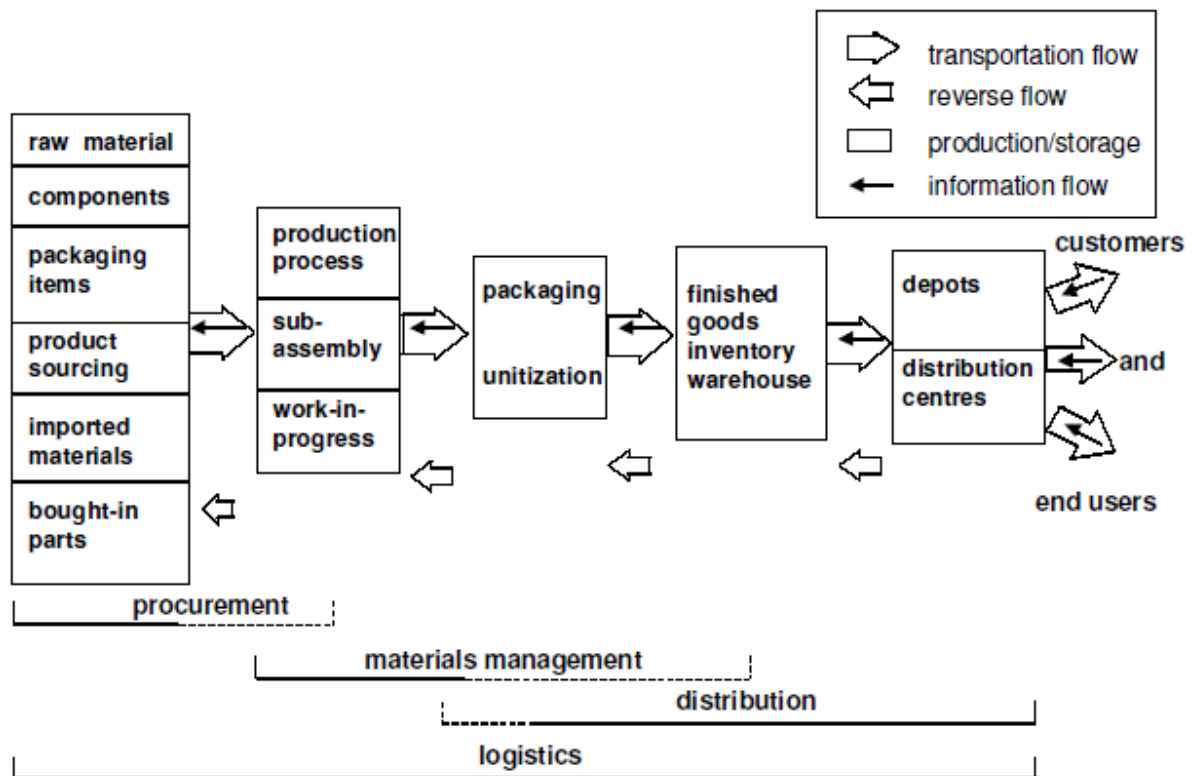 transportation flow
reverse flow
production/storage
information flow
raw material
components
packaging
items
product
sourcing
imported
materials
bought-in
parts
production
process
sub-
assembly
work-in-
progress
packaging
unitization
finished
goods
inventory
warehouse
depots
distribution
centres
customers
and
end users
procurement
materials management
distribution
logistics